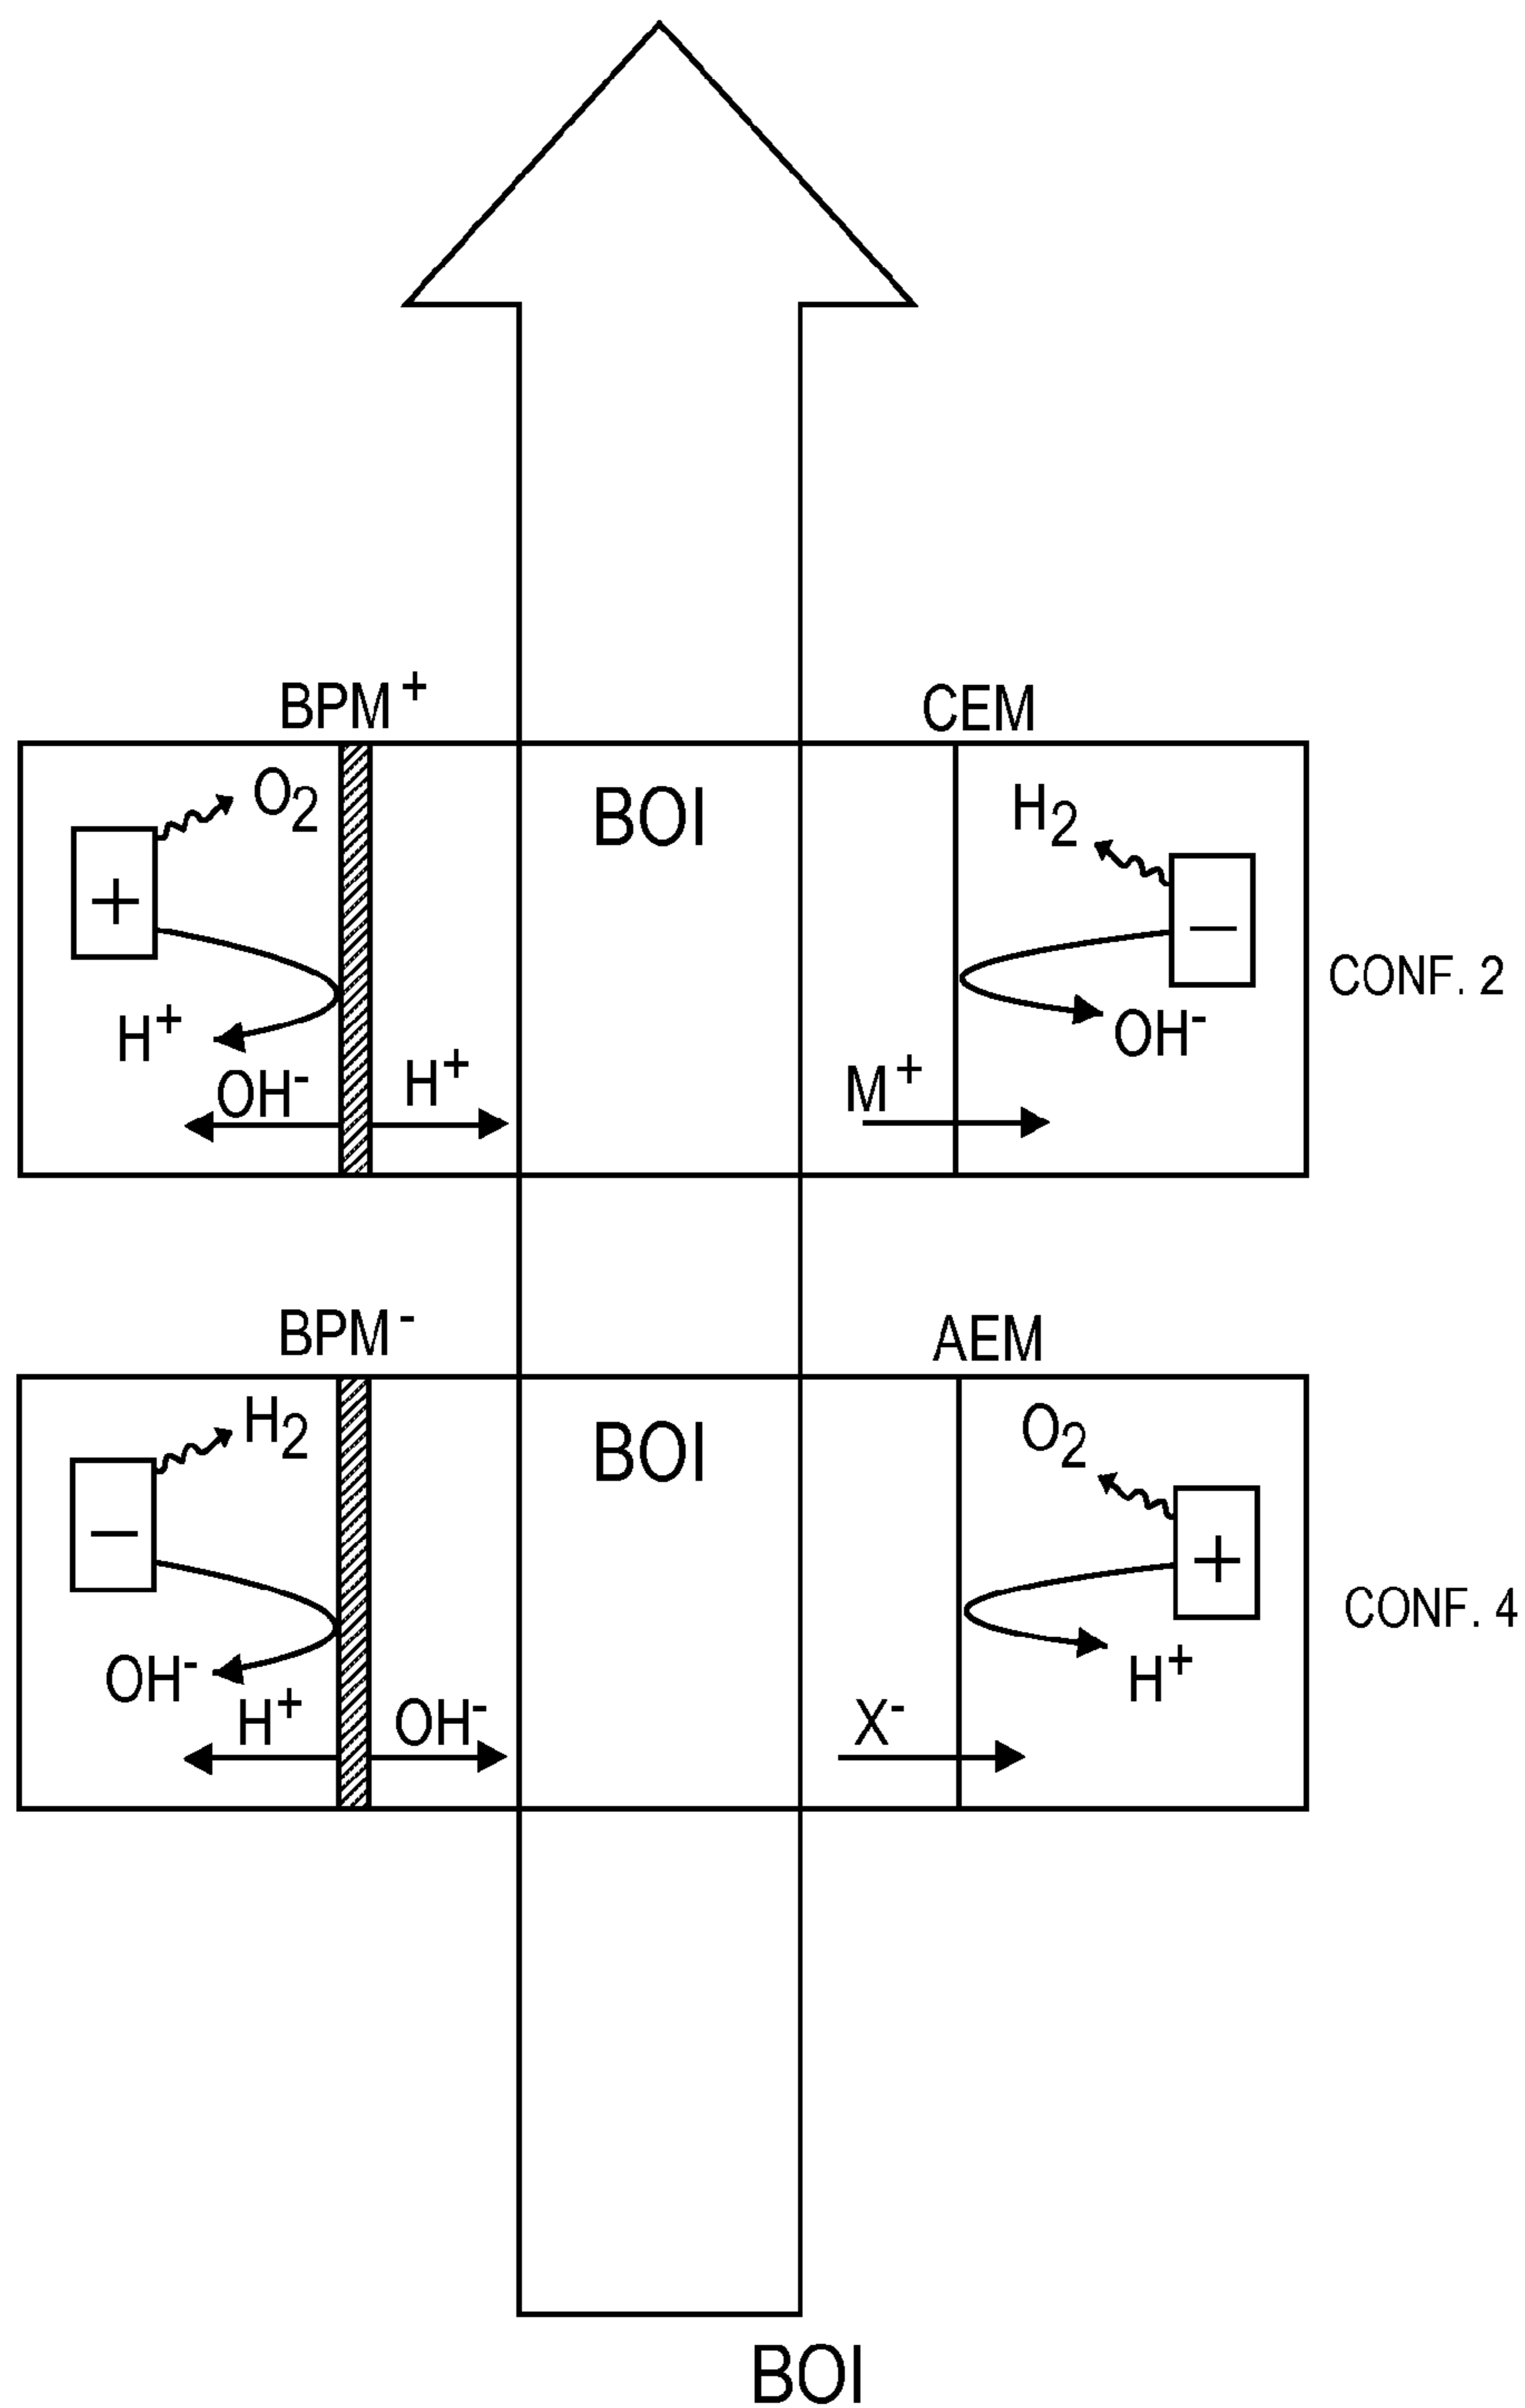 BPM+
CEM
O2
BOI
H2
+
−
CONF. 2
H+
OH-
OH-
H+
M+
BPM-
AEM
H2
BOI
O2
−
+
CONF. 4
OH-
H+
H+
OH-
X-
BOI